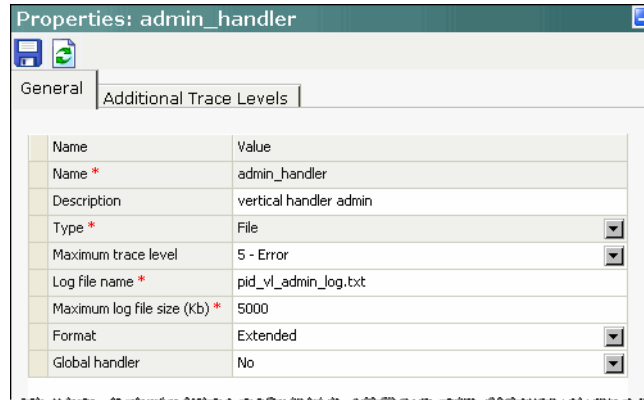 Properties: admin_handler
General Additional Trace Levels
Name Value
Name * admin_handler
Description vertical handler admin
Type * File
Maximum trace level 5 - Error
Log file name * pid_vl_admin_log.txt
Maximum log file size (Kb) * 5000
Format Extended
Global handler No